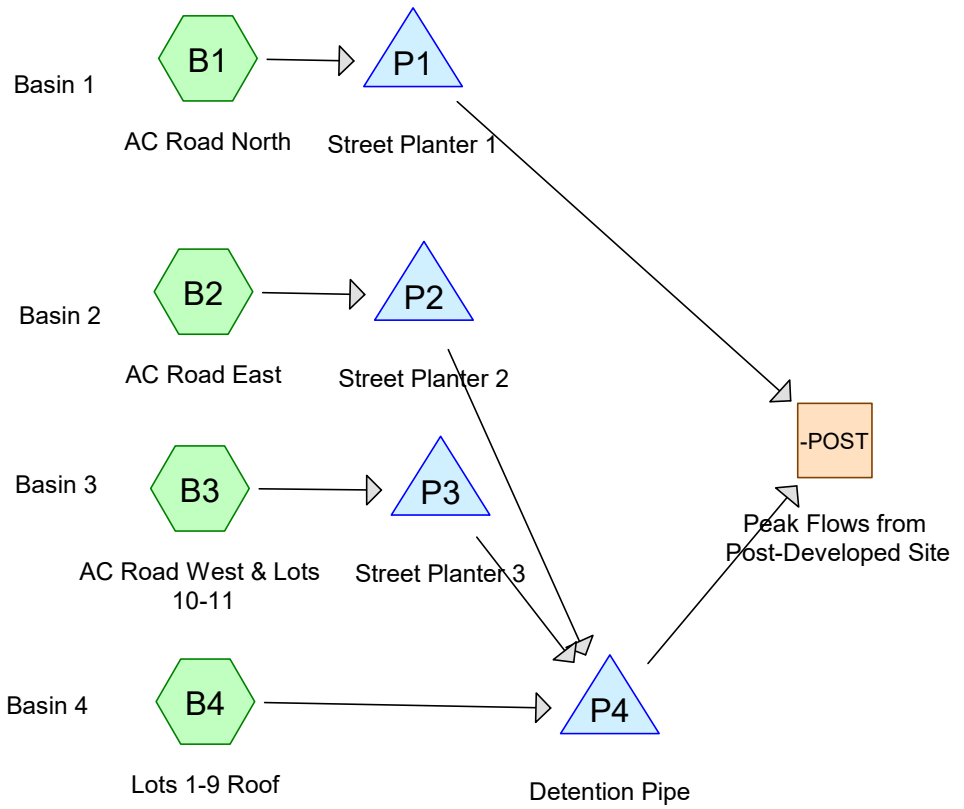 B1
P1
Basin 1
AC Road North
Street Planter 1
B2
P2
Basin 2
AC Road East
Street Planter 2
-POST
Peak Flows from
Post-Developed Site
Basin 3
B3
P3
AC Road West & Lots
10-11
Street Planter 3
Basin 4
B4
P4
Lots 1-9 Roof
Detention Pipe